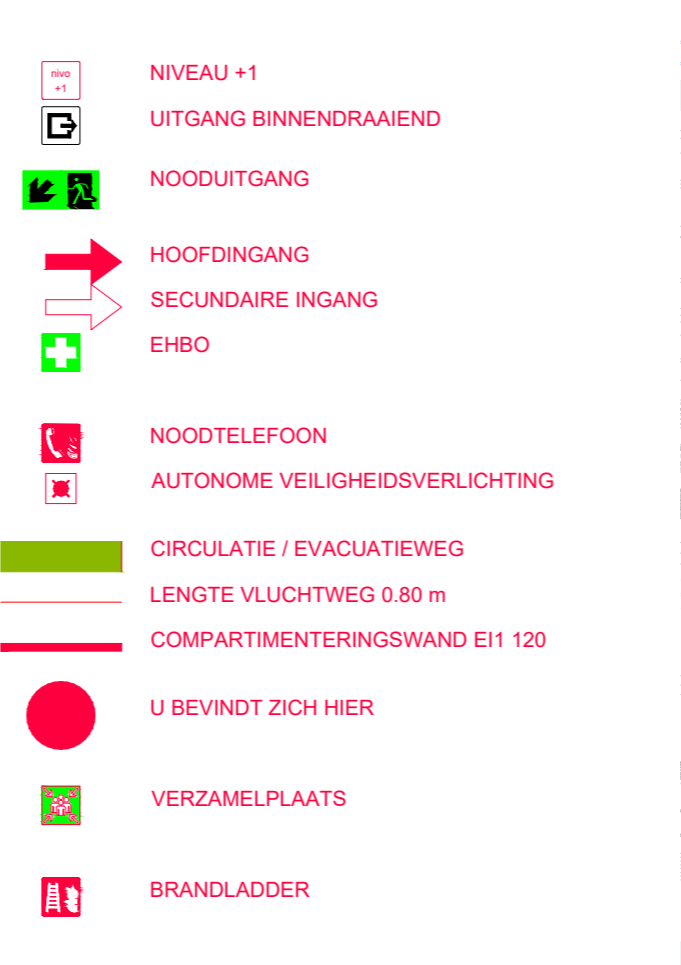 nivo
+1
NIVEAU +1
UITGANG BINNENDRAAIEND
NOODUITGANG
HOOFDINGANG
SECUNDAIRE INGANG
EHBO
NOODTELEFOON
AUTONOME VEILIGHEIDSVERLICHTING
CIRCULATIE / EVACUATIEWEG
LENGTE VLUCHTWEG 0.80 m
COMPARTIMENTERINGSWAND EI1 120
U BEVINDT ZICH HIER
VERZAMELPLAATS
BRANDLADDER